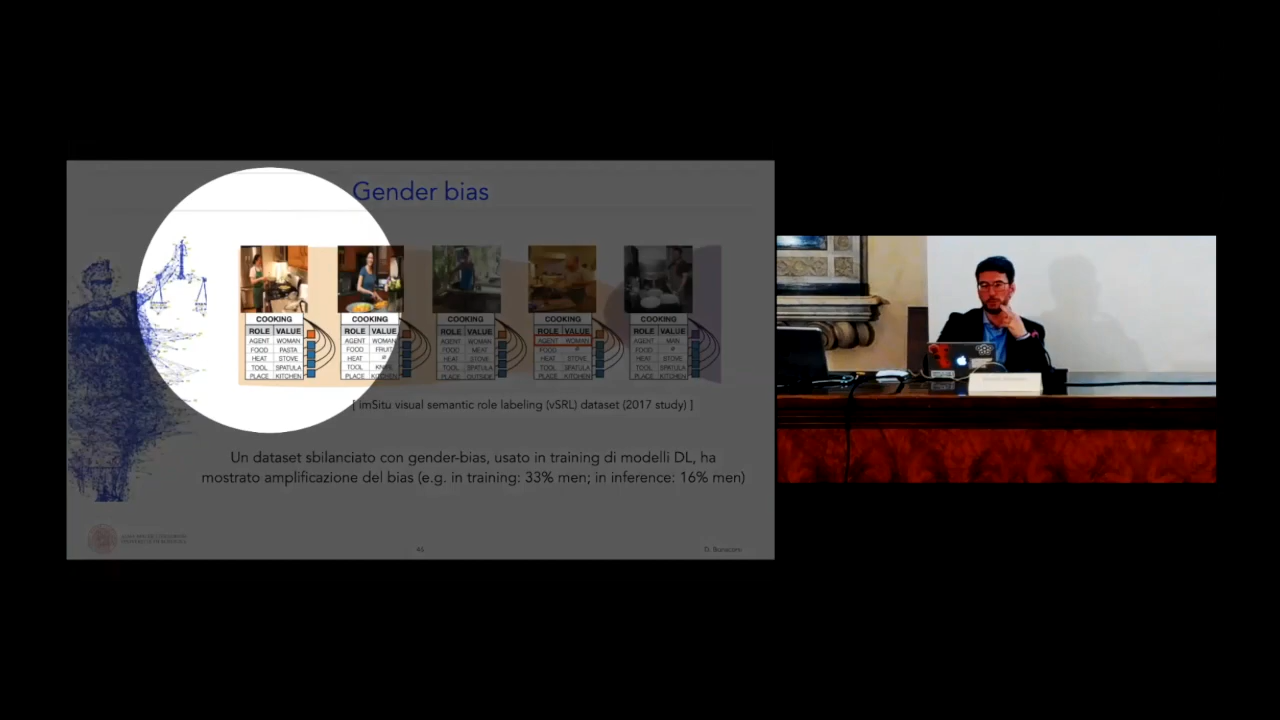 Gender bias
COOKING
ROLE VALUE
AGENT WOMAN
FOOD PASTA
HEAT STOVE
TOOL SPATULA
PLACE KITCHEN
COOKING
ROLE VALUE
AGENT WOMAN
FOOD FRUIT
HEAT ø
TOOL KNIFE
PLACE KITCHEN
COOKING
ROLE VALUE
AGENT WOMAN
FOOD MEAT
HEAT STOVE
TOOL SPATULA
PLACE OUTSIDE
COOKING
ROLE VALUE
AGENT WOMAN
FOOD ø
HEAT STOVE
TOOL SPATULA
PLACE KITCHEN
COOKING
ROLE VALUE
AGENT MAN
FOOD ø
HEAT STOVE
TOOL SPATULA
PLACE KITCHEN
[ imSitu visual semantic role labeling (vSRL) dataset (2017 study) ]
Un dataset sbilanciato con gender-bias, usato in training di modelli DL, ha
mostrato amplificazione del bias (e.g. in training: 33% men; in inference: 16% men)
46
D. Bonacorsi